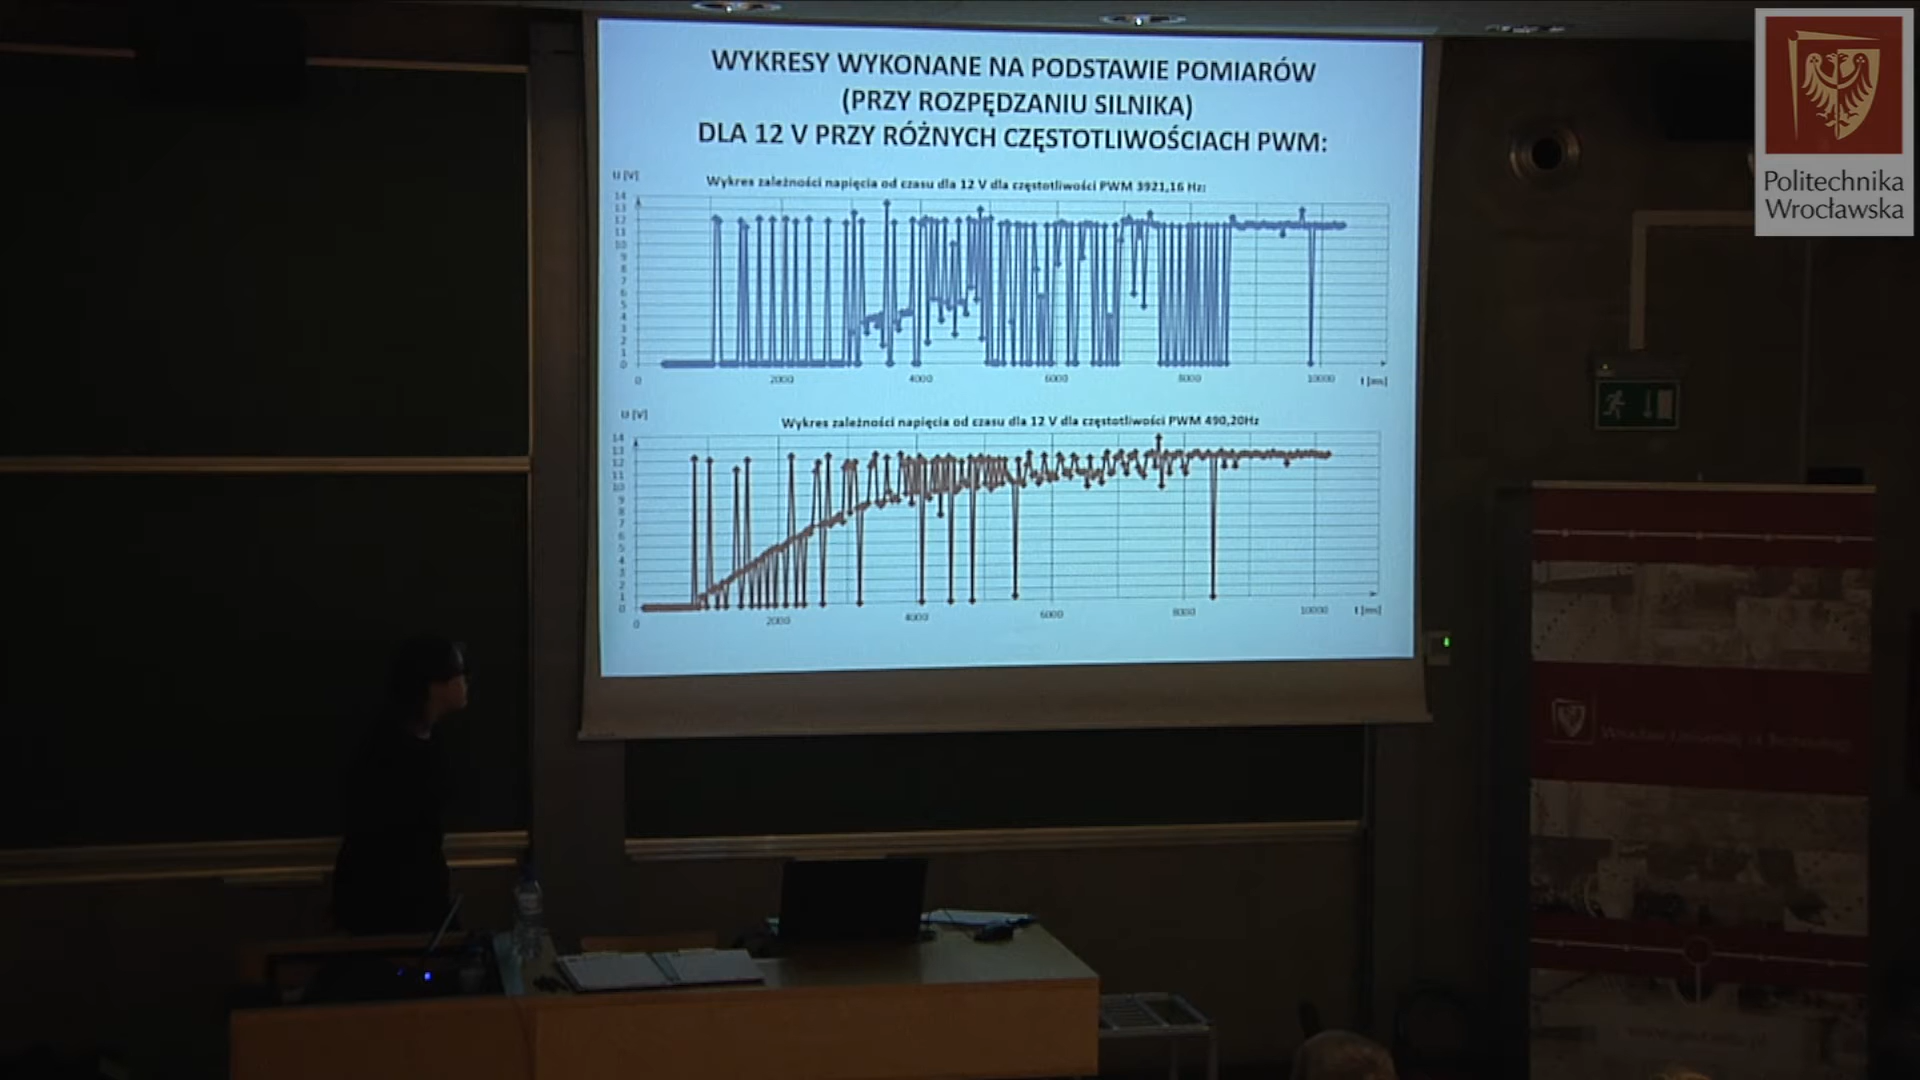 WYKRESY WYKONANE NA PODSTAWIE POMIARÓW
(PRZY ROZPĘDZANIU SILNIKA)
DLA 12 V PRZY RÓŻNYCH CZĘSTOTLIWOŚCIACH PWM:
U [V]
Wykres zależności napięcia od czasu dla 12 V dla częstotliwości PWM 3921,16 Hz:
14
13
12
11
10
9
8
7
6
5
4
3
2
1
0
0 2000 4000 6000 8000 10000 t [ms]
U [V]
Wykres zależności napięcia od czasu dla 12 V dla częstotliwości PWM 490,20Hz
14
13
12
11
10
9
8
7
6
5
4
3
2
1
0
0 2000 4000 6000 8000 10000 t [ms]
Politechnika
Wrocławska
Wrocław University of Technology